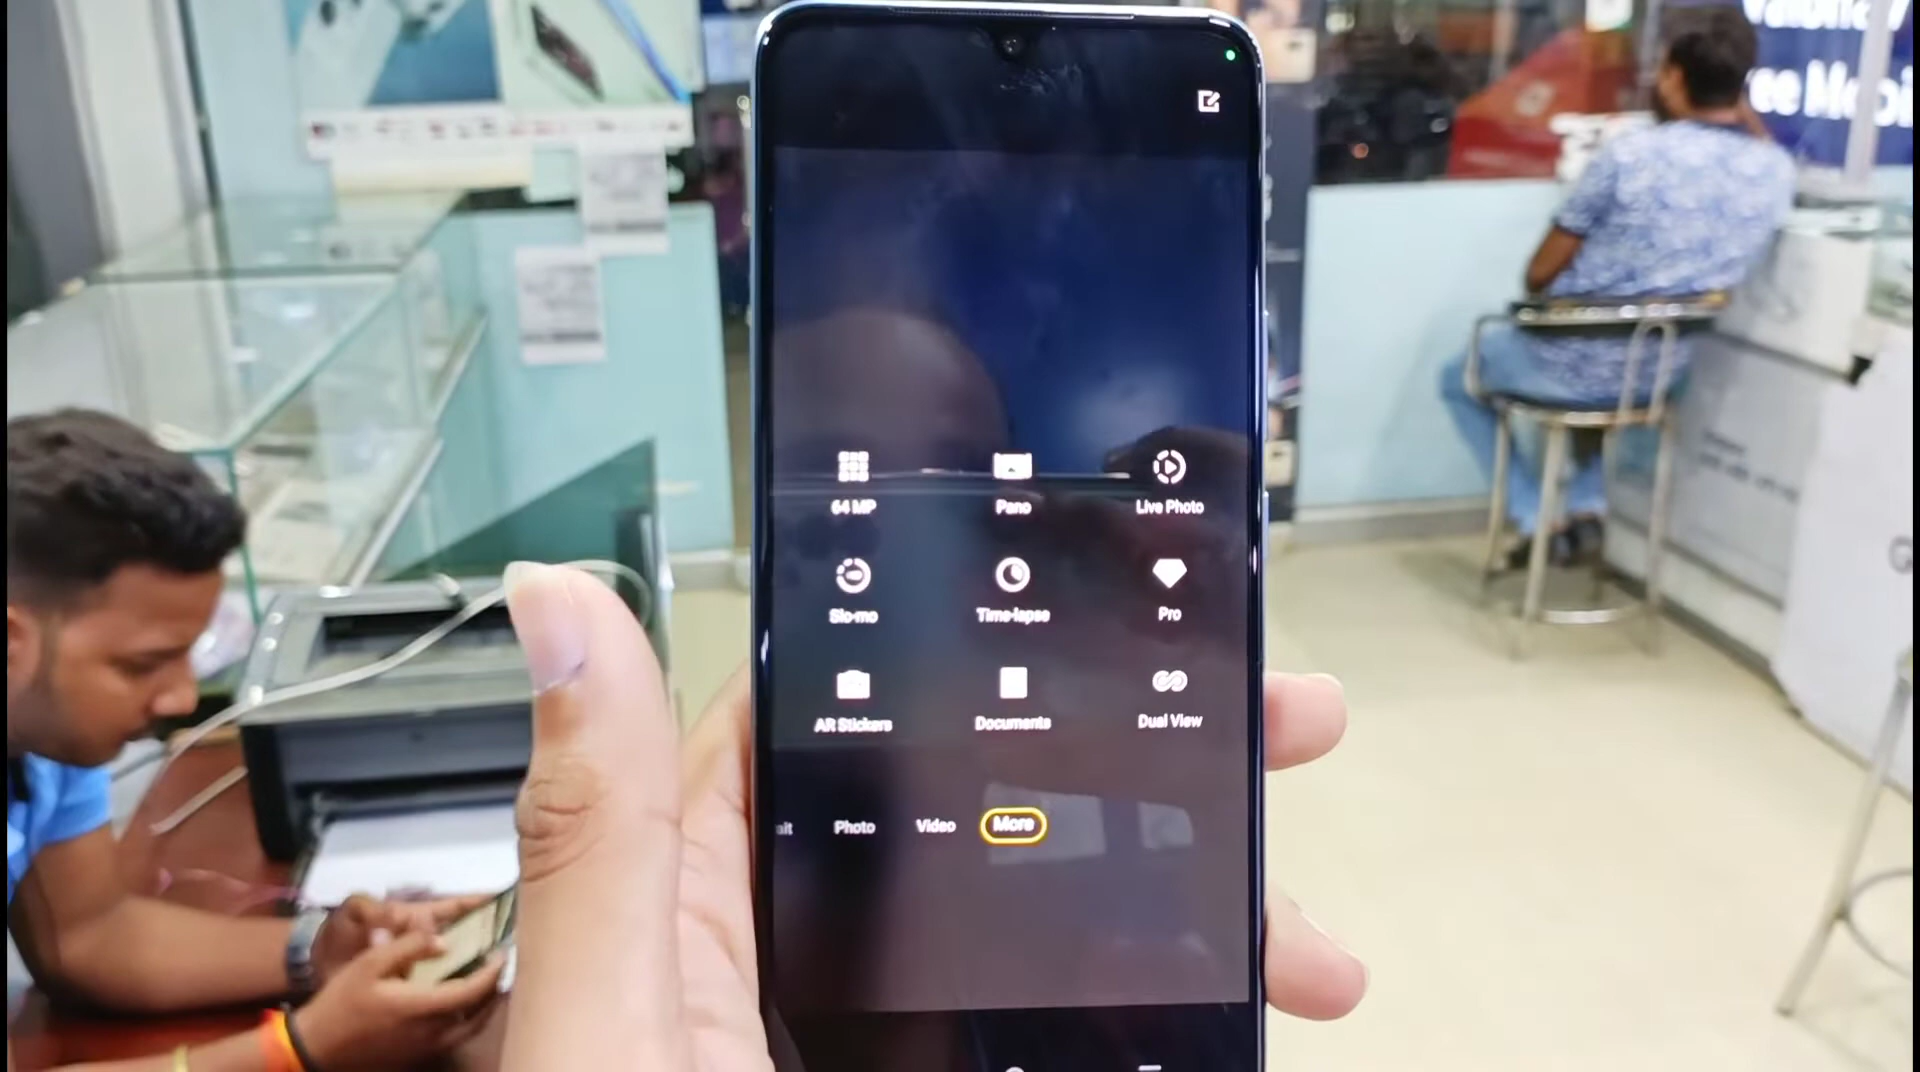 64 MP
Pano
Live Photo
Slo-mo
Time-lapse
Pro
AR Stickers
Documents
Dual View
Photo
Video
More